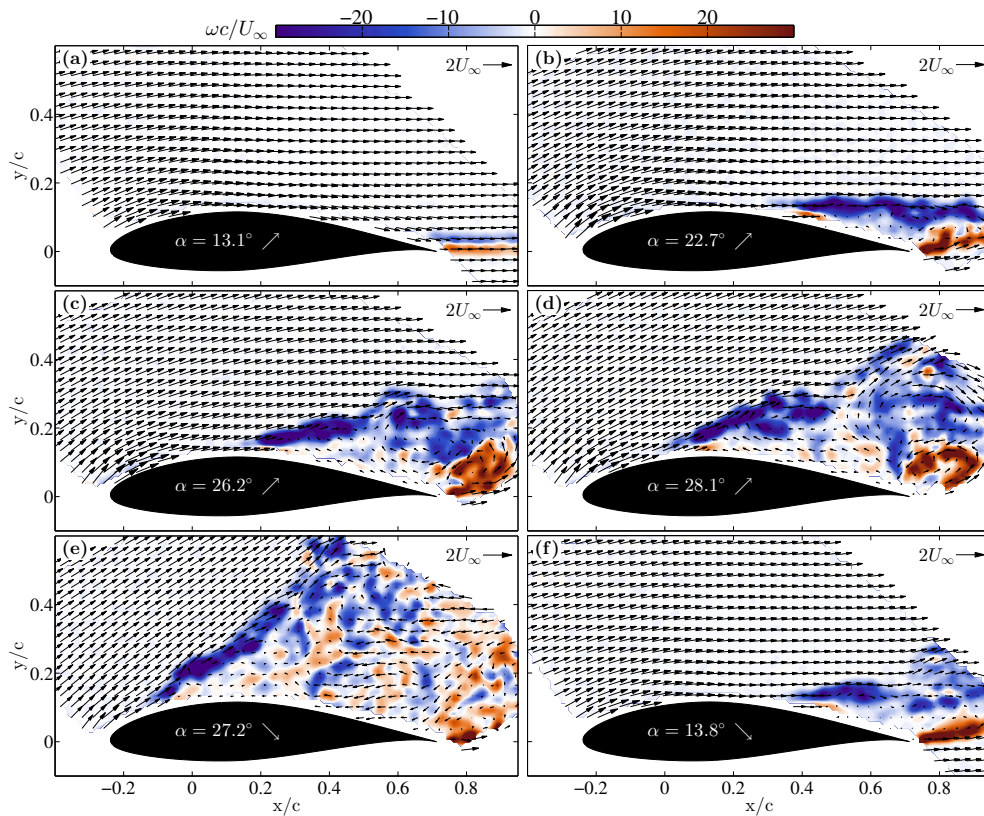 ωc/U∞
−20 −10 0 10 20
(a) 2U∞
(b) 2U∞
0.4
0.2
0
y/c
α = 13.1° ↗
α = 22.7° ↗
(c) 2U∞
(d) 2U∞
0.4
0.2
0
y/c
α = 26.2° ↗
α = 28.1° ↗
(e) 2U∞
(f) 2U∞
0.4
0.2
0
y/c
α = 27.2° ↘
α = 13.8° ↘
−0.2 0 0.2 0.4 0.6 0.8
−0.2 0 0.2 0.4 0.6 0.8
x/c
x/c